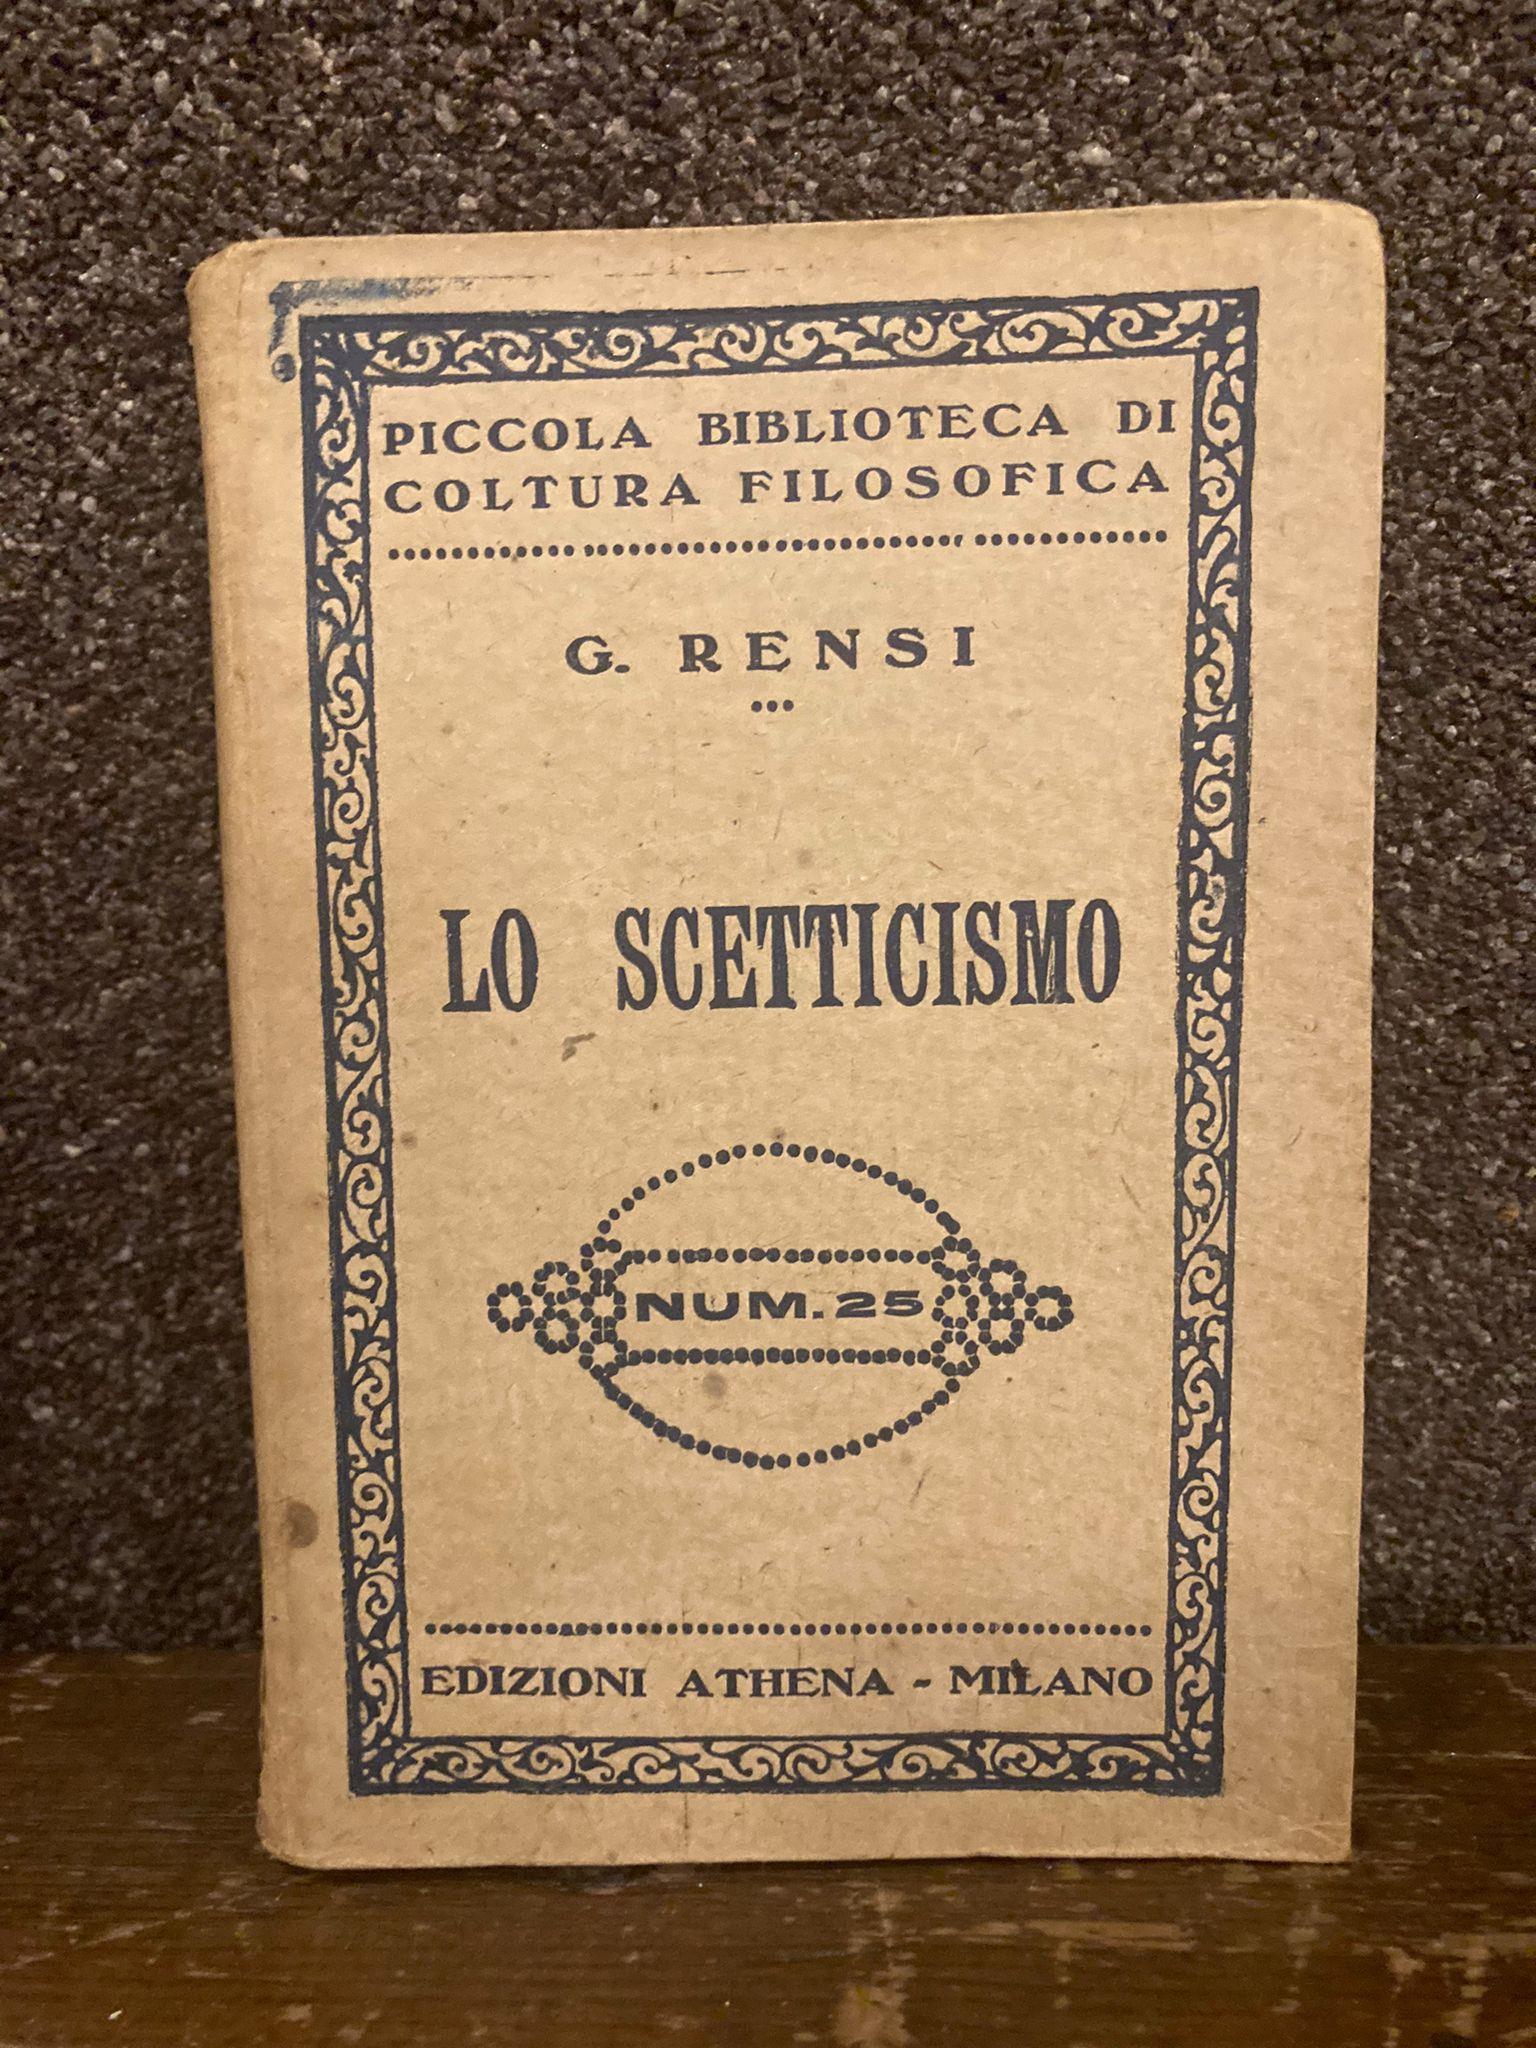 PICCOLA BIBLIOTECA DI
COLTURA FILOSOFICA
G. RENSI
LO SCETTICISMO
NUM. 25
EDIZIONI ATHENA - MILANO